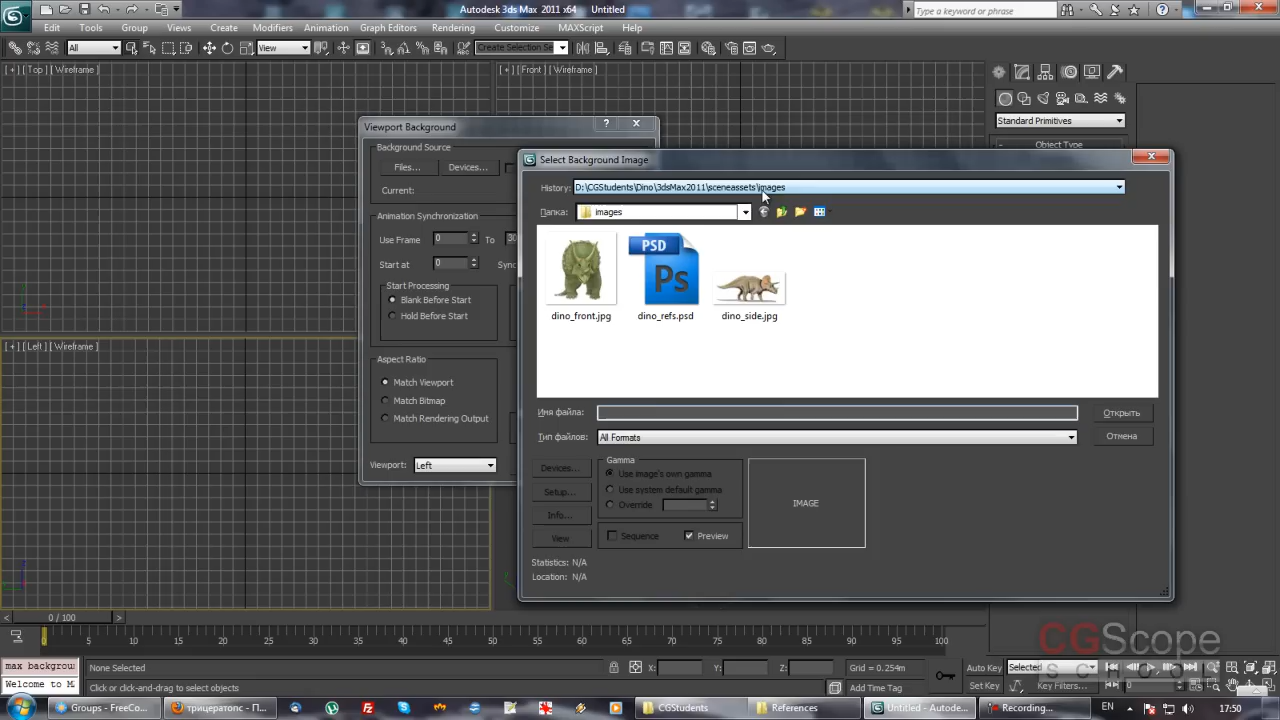 Autodesk 3ds Max 2011 x64 Untitled
Type a keyword or phrase
Edit Tools Group Views Create Modifiers Animation Graph Editors Rendering Customize MAXScript Help
All View Create Selection Se
[ + ] [ Top ] [ Wireframe ]
[ + ] [ Front ] [ Wireframe ]
Standard Primitives
Object Type
Viewport Background
Background Source
Files... Devices...
Current:
Animation Synchronization
Use Frame 0 To 30
Start at 0 Sync
Start Processing
Blank Before Start
Hold Before Start
Aspect Ratio
Match Viewport
Match Bitmap
Match Rendering Output
Viewport: Left
Select Background Image
History: D:\CGStudents\Dino\3dsMax2011\sceneassets\images
Папка: images
PSD
Ps
dino_front.jpg dino_refs.psd dino_side.jpg
Имя файла: Открыть
Тип файлов: All Formats Отмена
Devices...
Setup...
Info...
View
Gamma
Use image's own gamma
Use system default gamma
Override
Sequence Preview
IMAGE
Statistics: N/A
Location: N/A
[ + ] [ Left ] [ Wireframe ]
0 / 100
0 5 10 15 20 25 30 35 40 45 50 55 60 65 70 75 80 85 90 95 100
CGScope
SCHOOL
max backgrou
Welcome to M
None Selected X: Y: Z: Grid = 0.254m Auto Key Selected
Click or click-and-drag to select objects Add Time Tag Set Key Key Filters... 0
Groups - FreeCo... трицератопс - П... CGStudents References Untitled - Autodes... Recording... EN 17:50